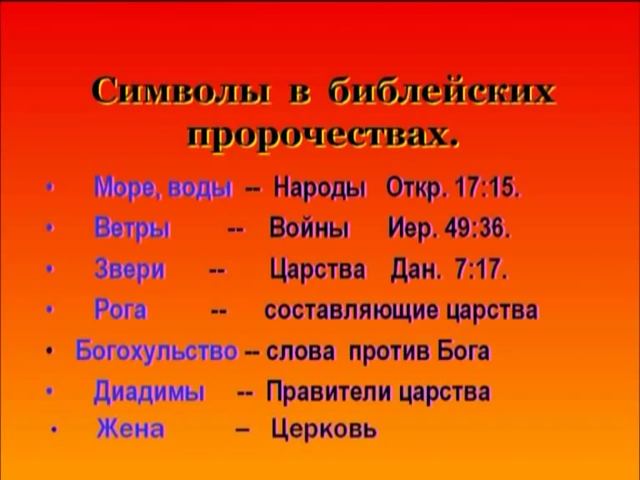 Символы в библейских
пророчествах.
• Море, воды -- Народы Откр. 17:15.
• Ветры -- Войны Иер. 49:36.
• Звери -- Царства Дан. 7:17.
• Рога -- составляющие царства
• Богохульство -- слова против Бога
• Диадимы -- Правители царства
• Жена – Церковь